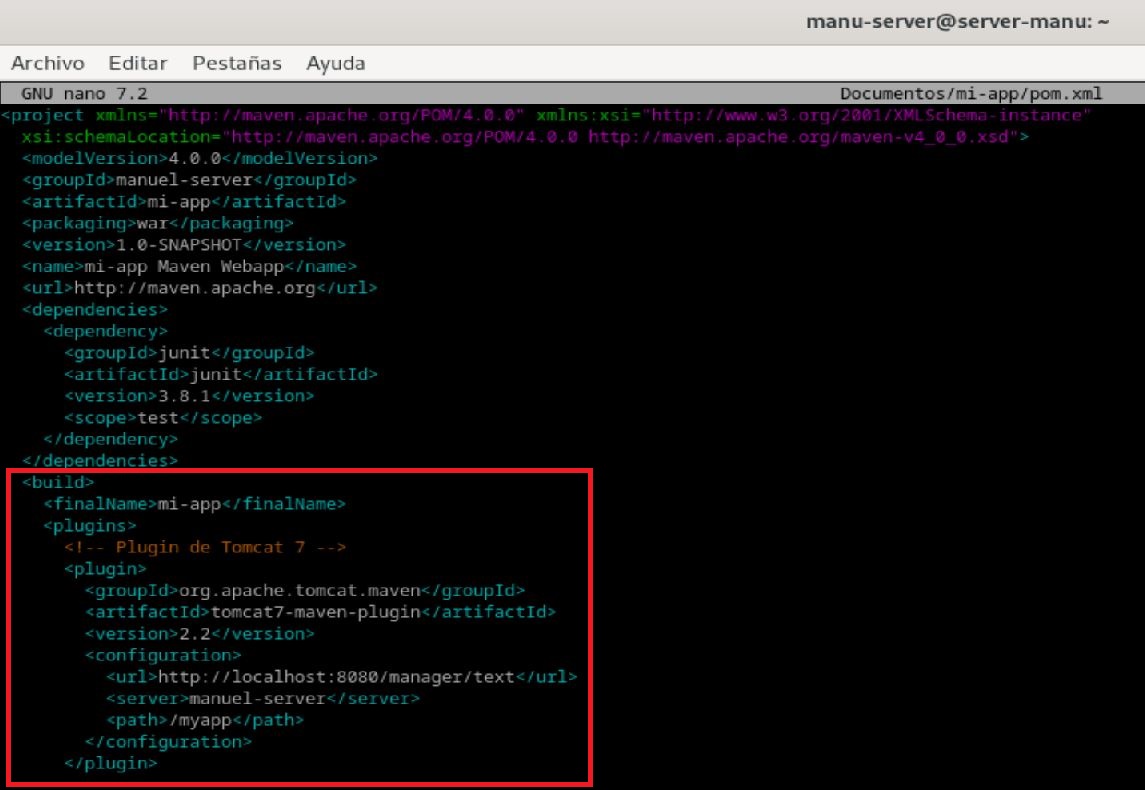 manu-server@server-manu: ~
Archivo Editar Pestañas Ayuda
GNU nano 7.2 Documentos/mi-app/pom.xml
<project xmlns="http://maven.apache.org/POM/4.0.0" xmlns:xsi="http://www.w3.org/2001/XMLSchema-instance"
  xsi:schemaLocation="http://maven.apache.org/POM/4.0.0 http://maven.apache.org/maven-v4_0_0.xsd">
  <modelVersion>4.0.0</modelVersion>
  <groupId>manuel-server</groupId>
  <artifactId>mi-app</artifactId>
  <packaging>war</packaging>
  <version>1.0-SNAPSHOT</version>
  <name>mi-app Maven Webapp</name>
  <url>http://maven.apache.org</url>
  <dependencies>
    <dependency>
      <groupId>junit</groupId>
      <artifactId>junit</artifactId>
      <version>3.8.1</version>
      <scope>test</scope>
    </dependency>
  </dependencies>
  <build>
    <finalName>mi-app</finalName>
    <plugins>
      <!-- Plugin de Tomcat 7 -->
      <plugin>
        <groupId>org.apache.tomcat.maven</groupId>
        <artifactId>tomcat7-maven-plugin</artifactId>
        <version>2.2</version>
        <configuration>
          <url>http://localhost:8080/manager/text</url>
          <server>manuel-server</server>
          <path>/myapp</path>
        </configuration>
      </plugin>